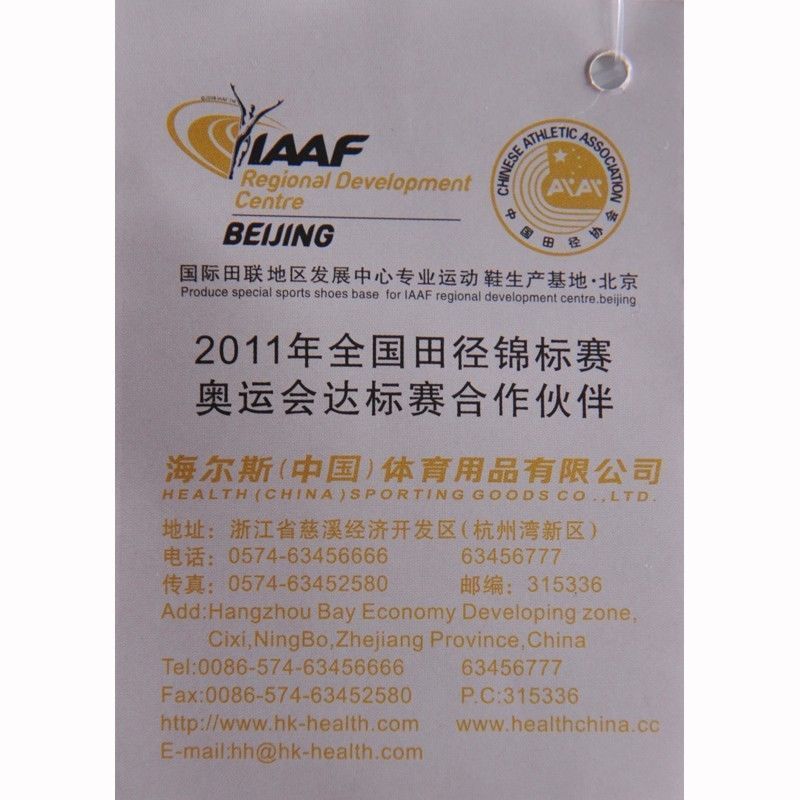 IAAF
Regional Development
Centre
BEIJING
CHINESE ATHLETIC ASSOCIATION
中国田径协会
国际田联地区发展中心专业运动 鞋生产基地·北京
Produce special sports shoes base for IAAF regional development centre.beijing
2011年全国田径锦标赛
奥运会达标赛合作伙伴
海尔斯(中国)体育用品有限公司
HEALTH(CHINA)SPORTING GOODS CO.,LTD.
地址: 浙江省慈溪经济开发区(杭州湾新区)
电话: 0574-63456666 63456777
传真: 0574-63452580 邮编: 315336
Add:Hangzhou Bay Economy Developing zone,
Cixi,NingBo,Zhejiang Province,China
Tel:0086-574-63456666 63456777
Fax:0086-574-63452580 P.C:315336
http://www.hk-health.com www.healthchina.cc
E-mail:hh@hk-health.com